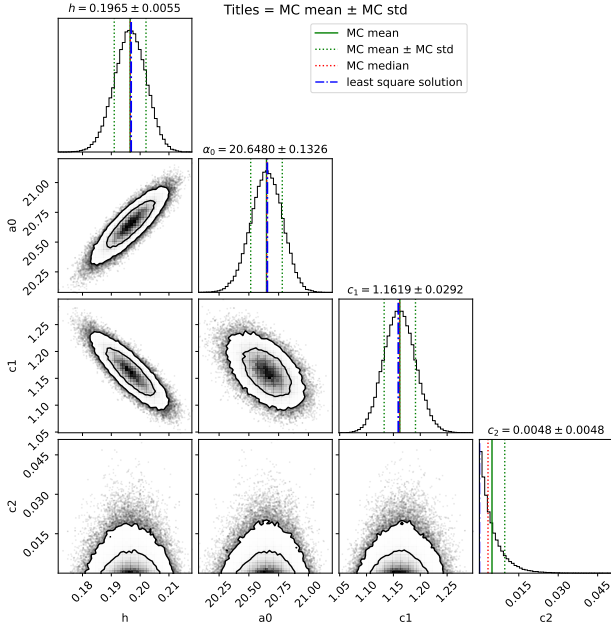 Titles = MC mean ± MC std
h = 0.1965 ± 0.0055
MC mean
MC mean ± MC std
MC median
least square solution
α₀ = 20.6480 ± 0.1326
a0
21.00
20.75
20.50
20.25
c₁ = 1.1619 ± 0.0292
c1
1.25
1.20
1.15
1.10
1.05
c₂ = 0.0048 ± 0.0048
c2
0.045
0.030
0.015
0.18
0.19
0.20
0.21
20.25
20.50
20.75
21.00
1.05
1.10
1.15
1.20
1.25
0.015
0.030
0.045
h
a0
c1
c2